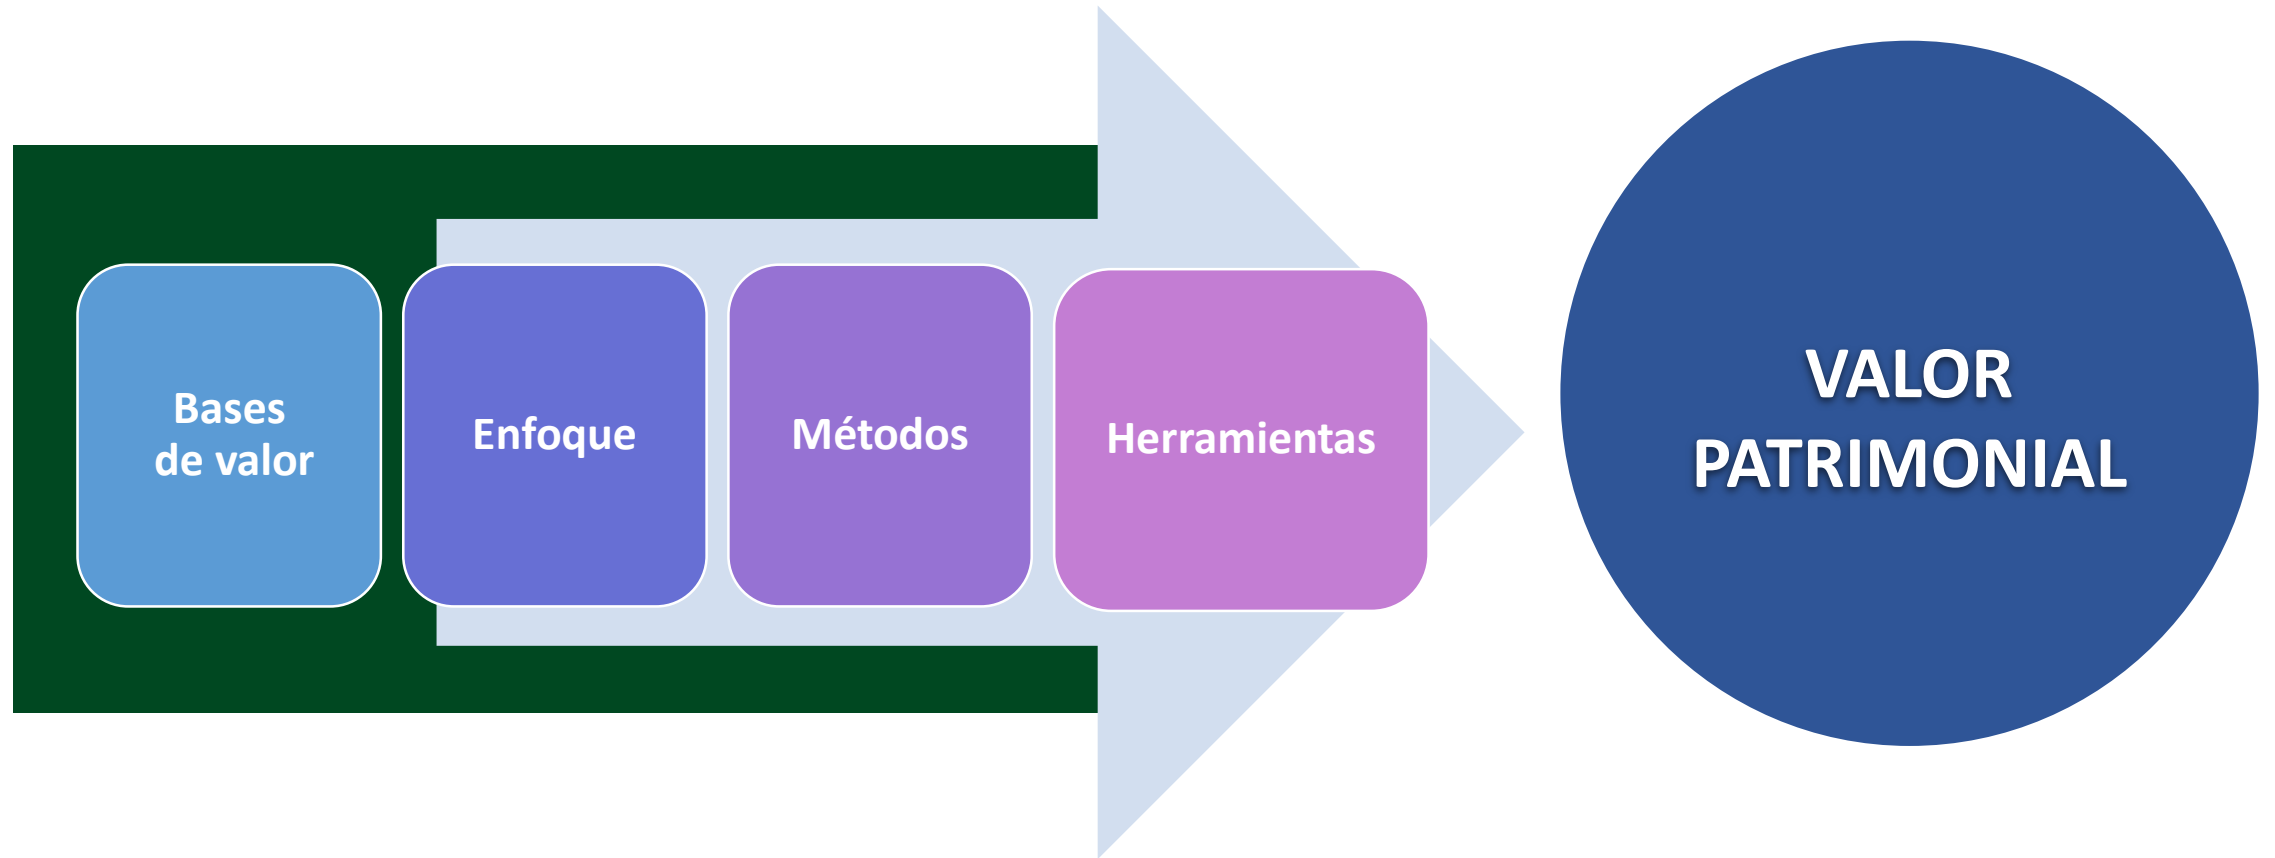 Bases
de valor
Enfoque
Métodos
Herramientas
VALOR
PATRIMONIAL